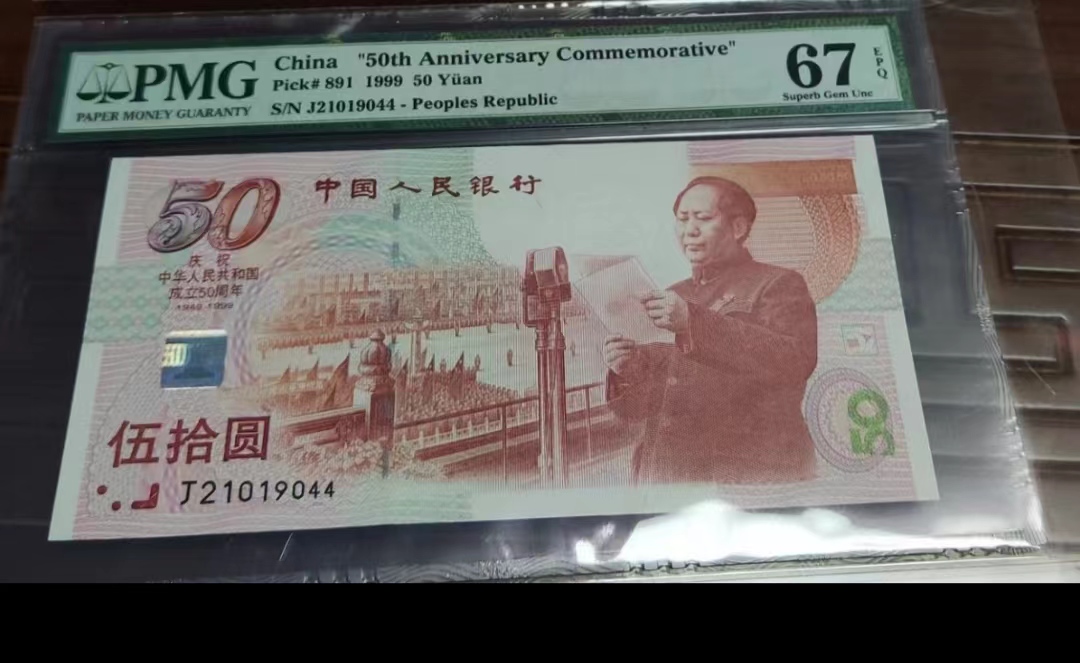 PMG
PAPER MONEY GUARANTY
China "50th Anniversary Commemorative"
Pick# 891 1999 50 Yüan
S/N J21019044 - Peoples Republic
67
EPQ
Superb Gem Unc
50
中国人民银行
庆祝
中华人民共和国
成立50周年
1949-1999
50
伍拾圆
J21019044
50